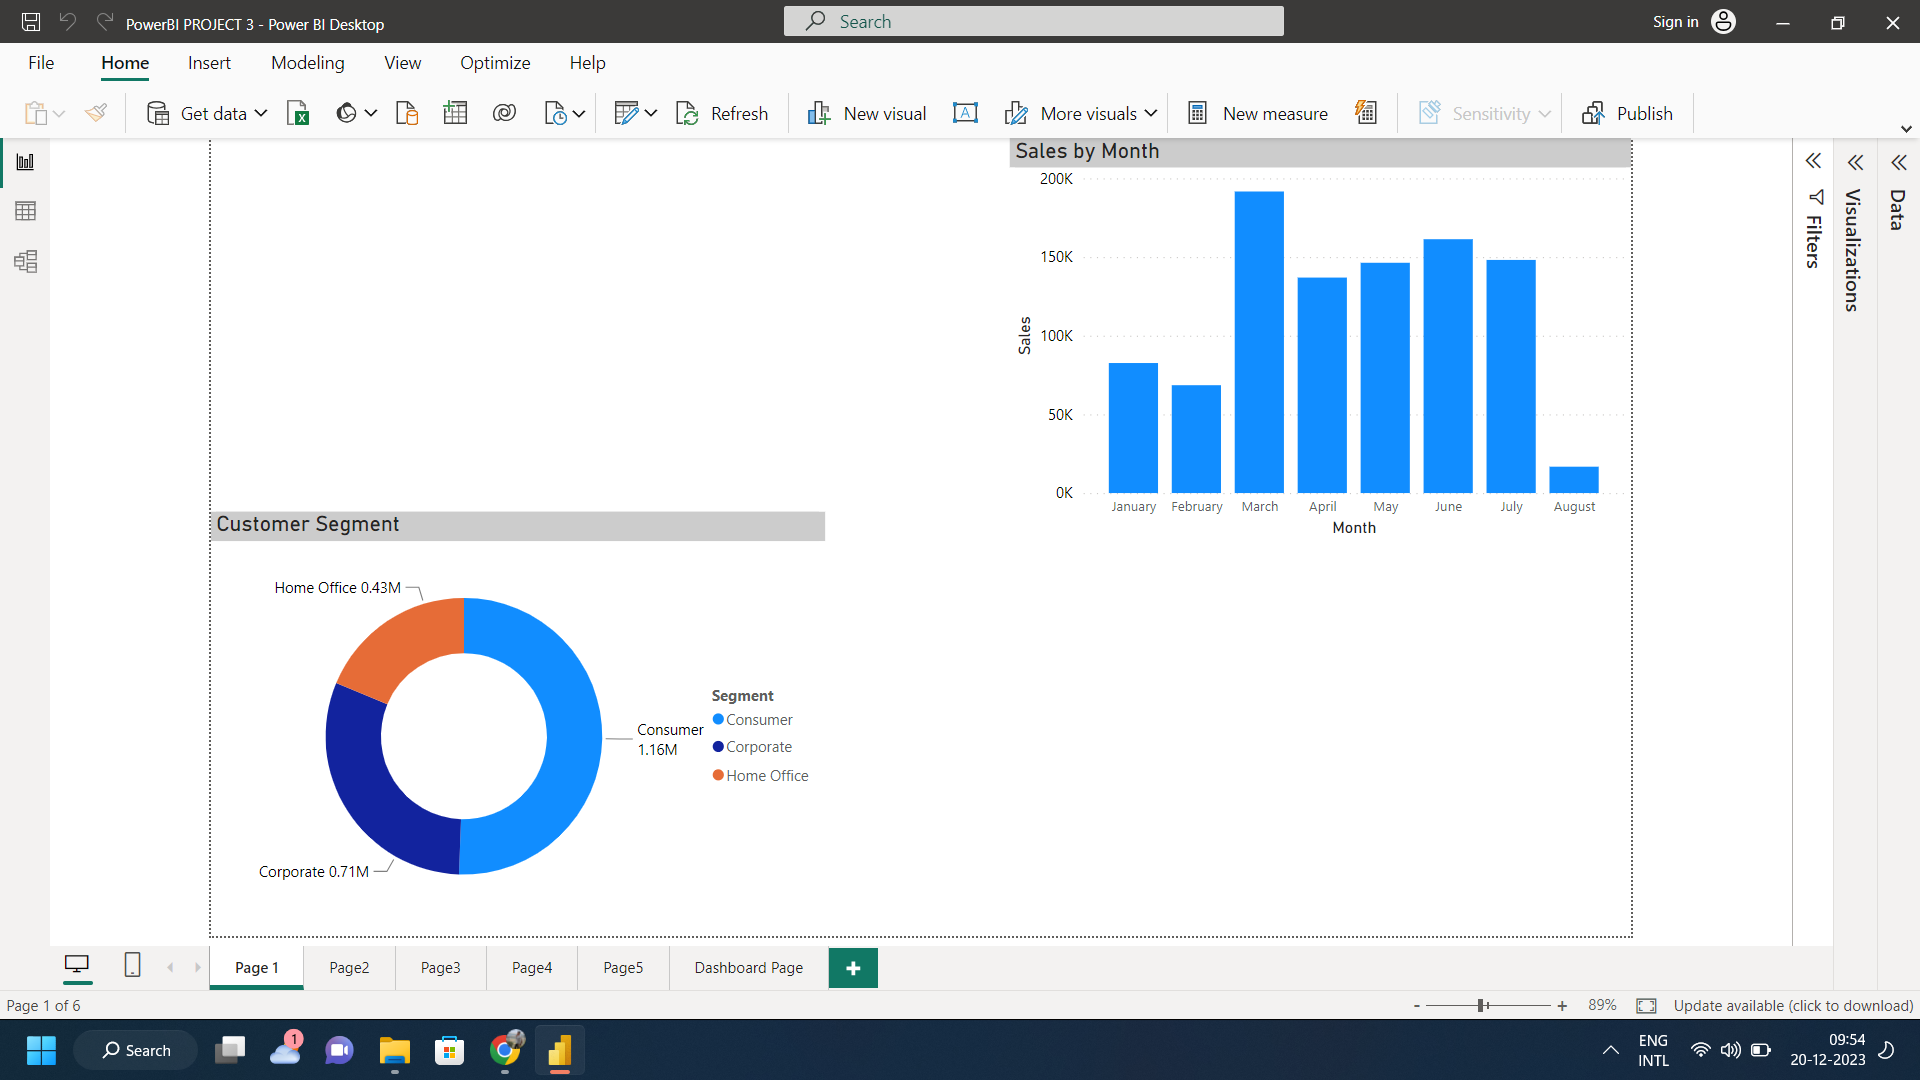 PowerBI PROJECT 3 - Power BI Desktop
Search
Sign in
File Home Insert Modeling View Optimize Help
Get data Refresh New visual More visuals New measure Sensitivity Publish
Sales by Month
200K
150K
100K
50K
0K
Sales
January February March April May June July August
Month
Filters
Visualizations
Data
Customer Segment
Home Office 0.43M
Consumer
1.16M
Corporate 0.71M
Segment
Consumer
Corporate
Home Office
Page 1 Page2 Page3 Page4 Page5 Dashboard Page +
Page 1 of 6
- + 89% Update available (click to download)
Search
1
ENG
INTL
09:54
20-12-2023